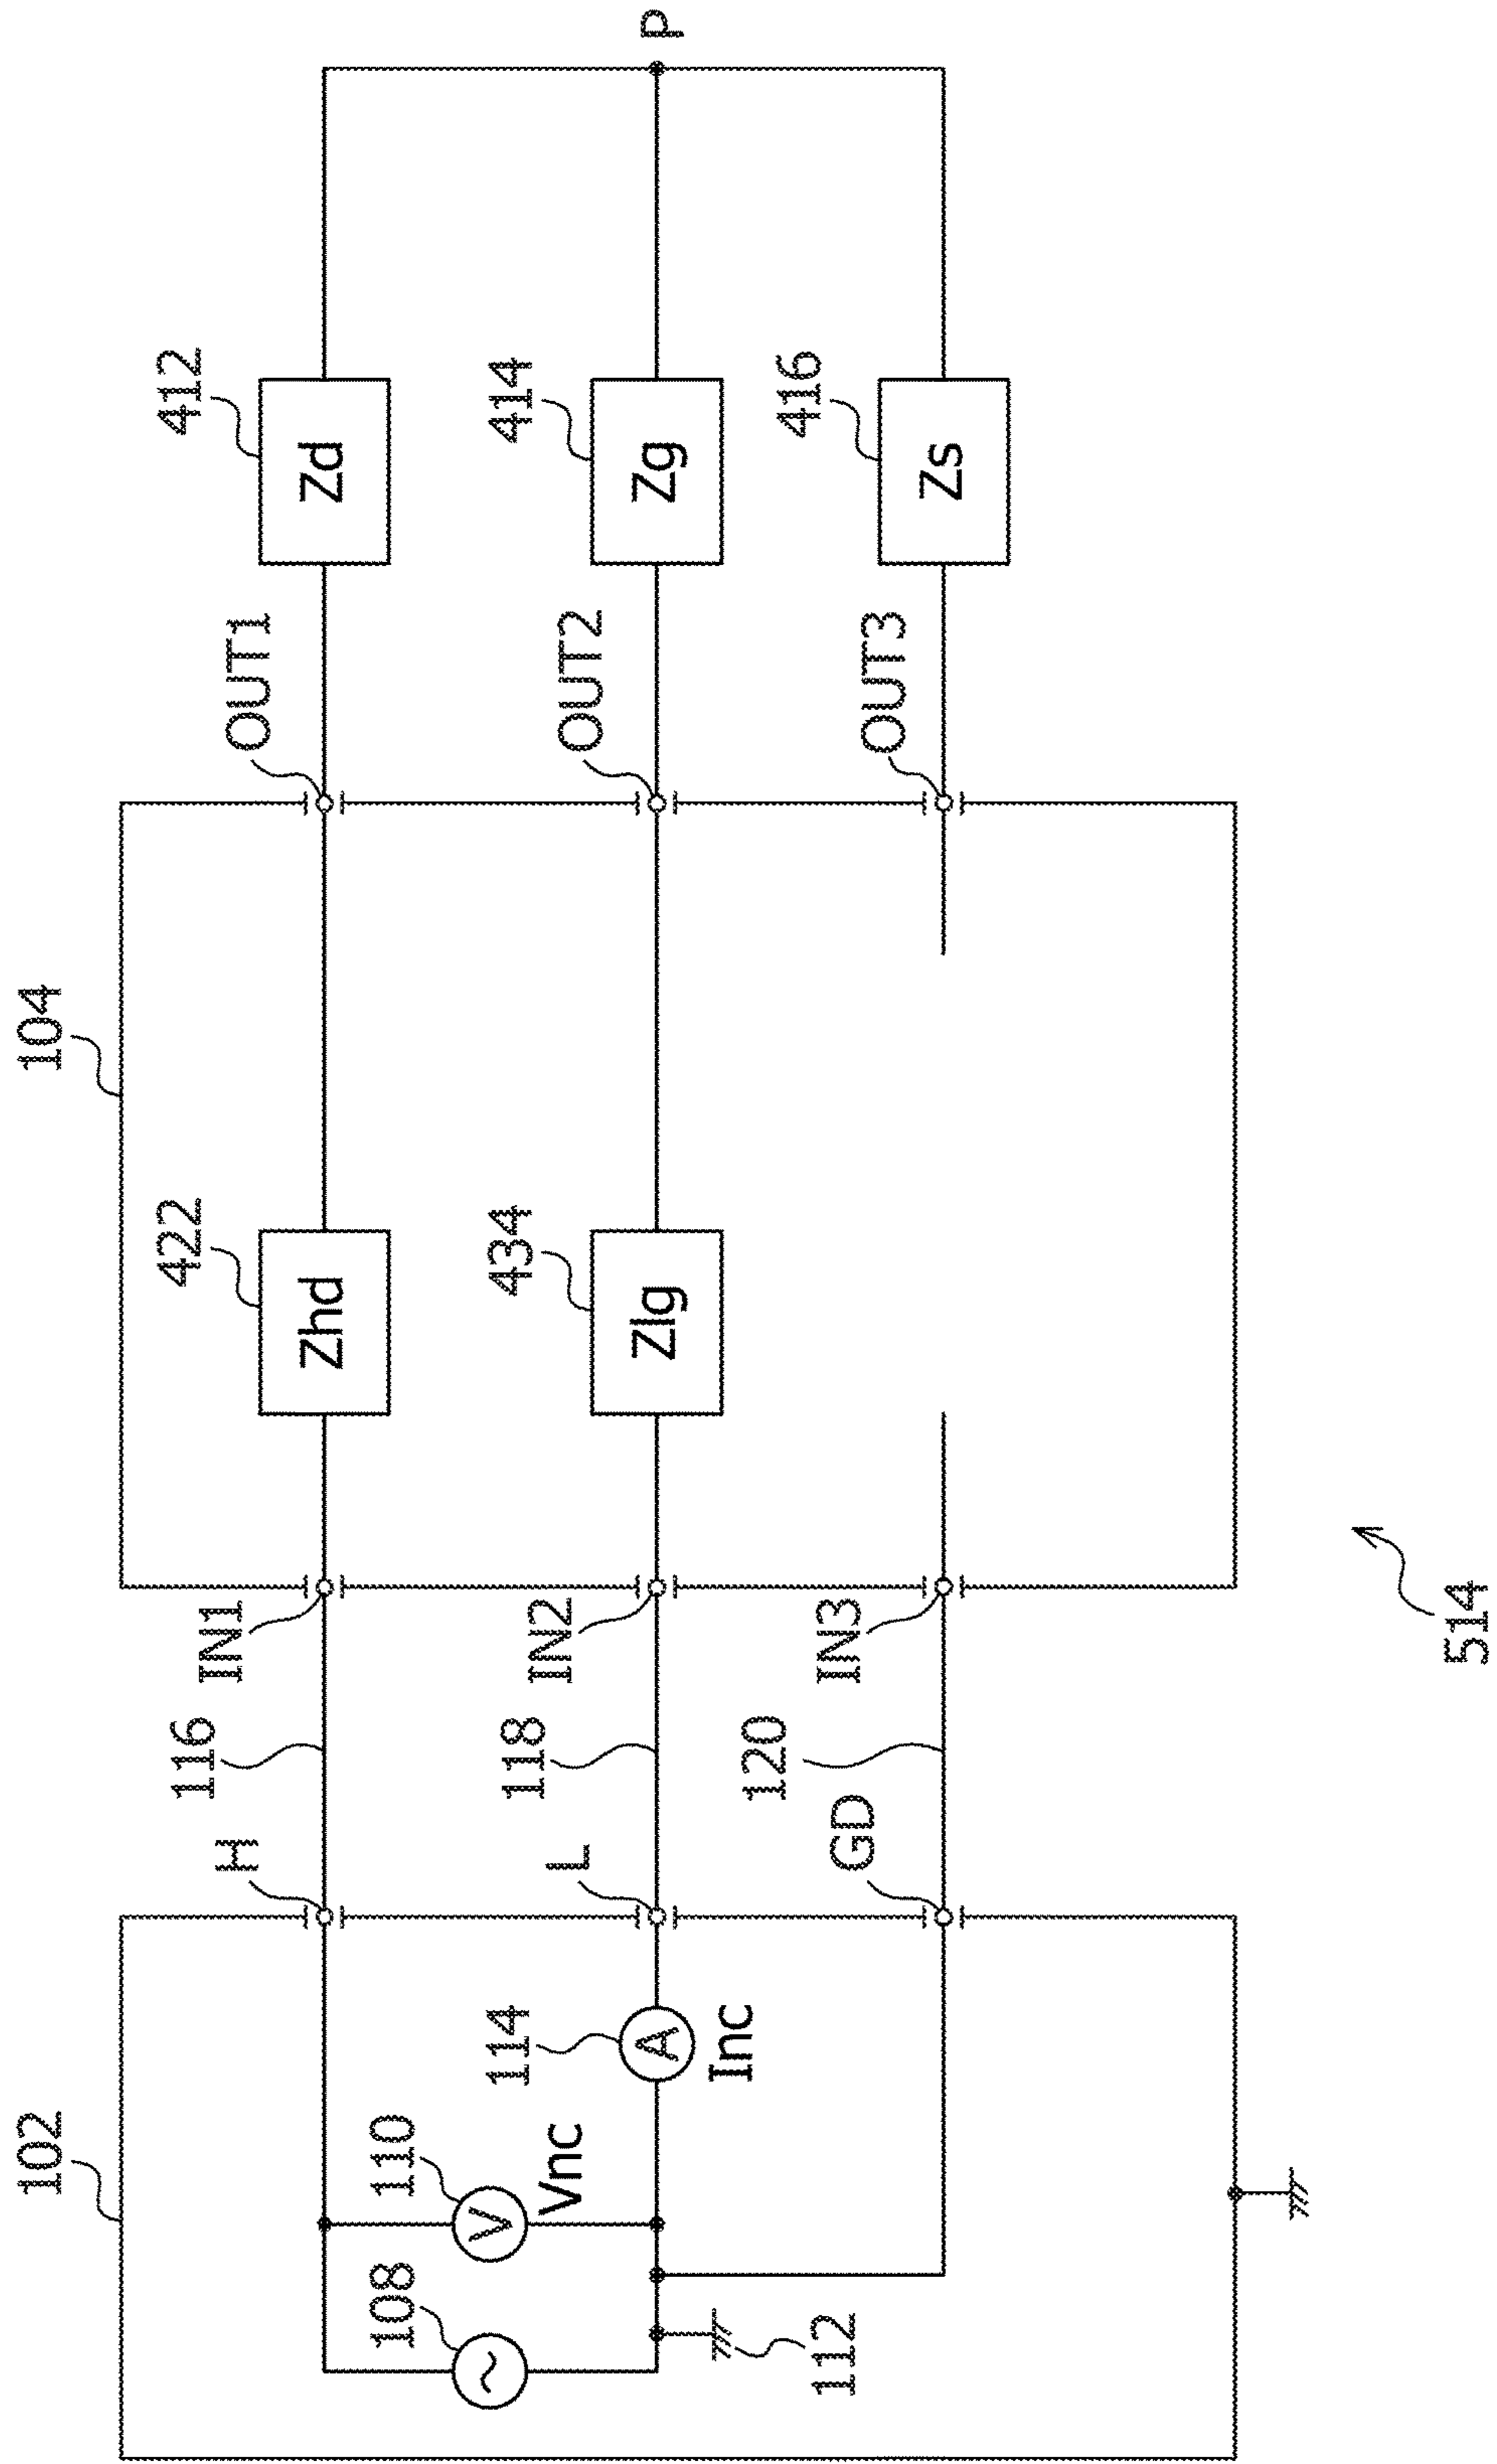 102
104
108
110
V
Vnc
112
114
A
Inc
H
L
GD
116
118
120
IN1
IN2
IN3
422
Zhd
434
Zlg
OUT1
OUT2
OUT3
412
Zd
414
Zg
416
Zs
P
514